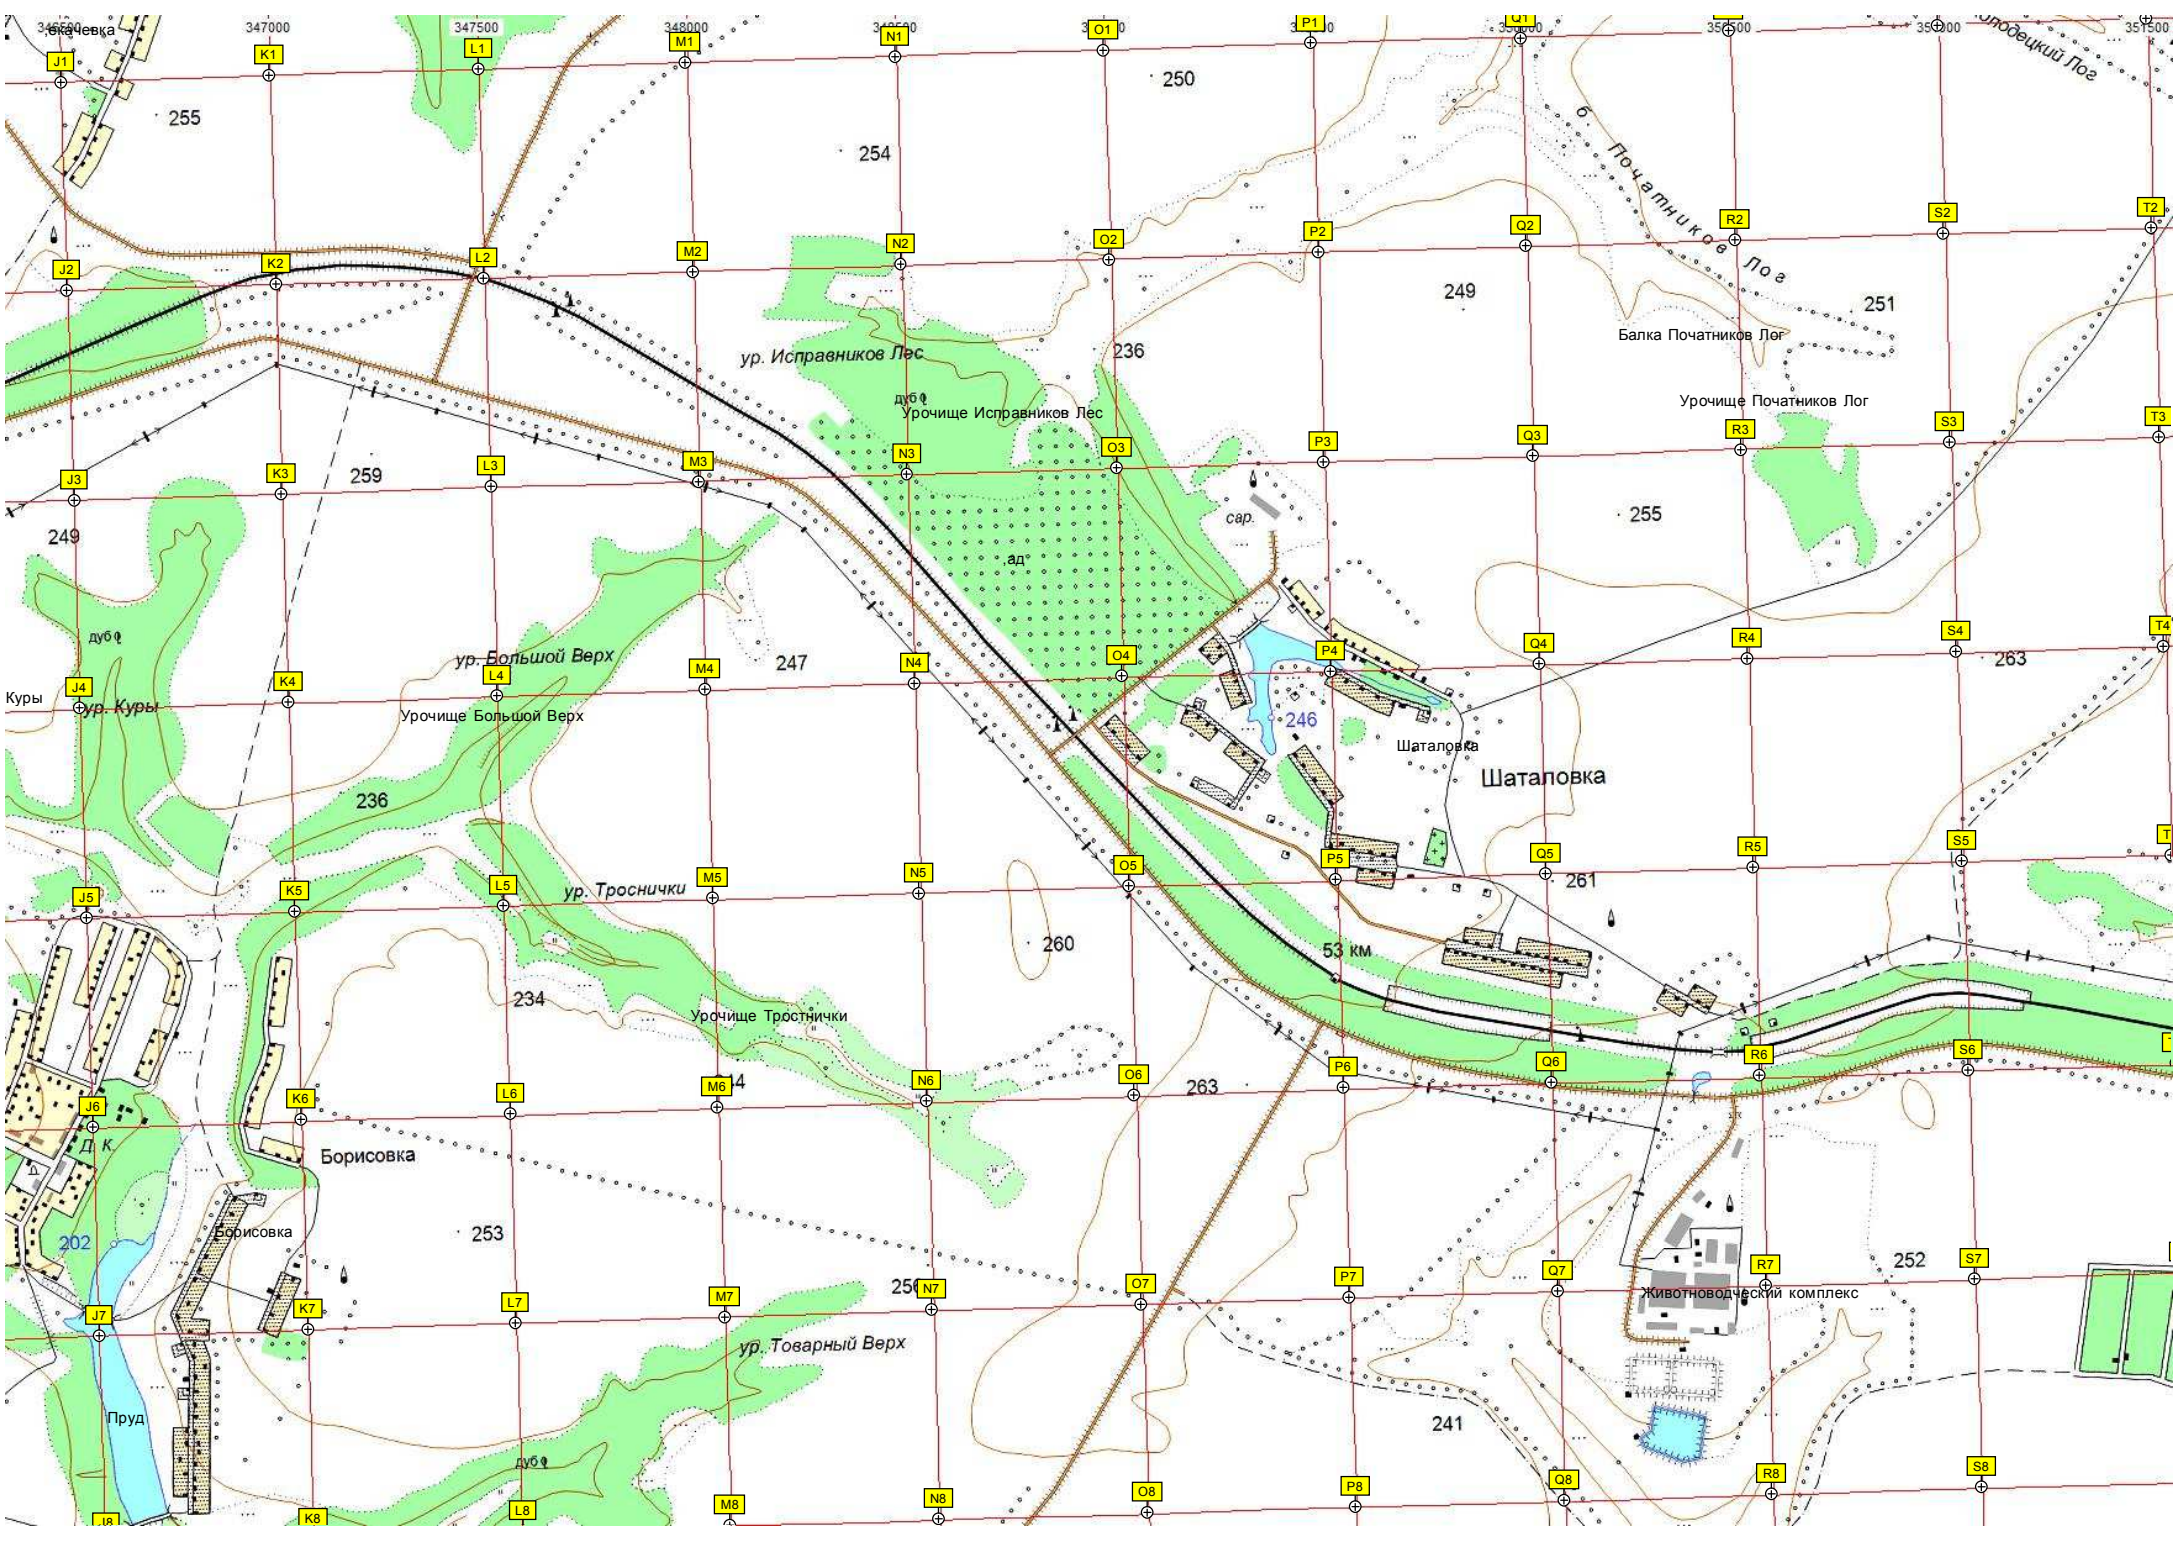 347000
347500
348000
351500
J1
K1
L1
M1
N1
O1
P1
Q1
250
255
254
б. Початников Лог
J2
K2
L2
M2
N2
O2
P2
Q2
R2
S2
T2
249
251
Балка Початников Лог
236
ур. Исправников Лес
дуб
Урочище Исправников Лес
Урочище Початников Лог
J3
K3
L3
M3
N3
O3
P3
Q3
R3
S3
T3
259
249
сар.
255
дуб
ур. Большой Верх
247
J4
K4
L4
M4
N4
O4
P4
Q4
R4
S4
T4
263
Куры
ур. Куры
Урочище Большой Верх
246
Шаталовка
Шаталовка
236
J5
K5
L5
M5
N5
O5
P5
Q5
R5
S5
ур. Троснички
261
260
53 км
234
Урочище Тростнички
J6
K6
L6
M6
N6
O6
P6
Q6
R6
S6
263
Д. К.
Борисовка
Борисовка
202
253
252
J7
K7
L7
M7
N7
O7
P7
Q7
R7
S7
Животноводческий комплекс
ур. Товарный Верх
Пруд
241
дуб
J8
K8
L8
M8
N8
O8
P8
Q8
R8
S8